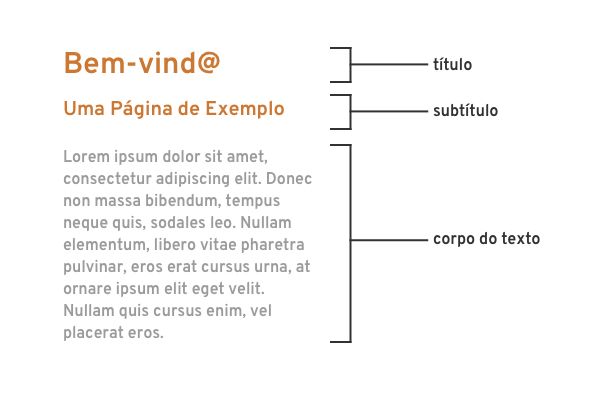 Bem-vind@
título
Uma Página de Exemplo
subtítulo
Lorem ipsum dolor sit amet,
consectetur adipiscing elit. Donec
non massa bibendum, tempus
neque quis, sodales leo. Nullam
elementum, libero vitae pharetra
pulvinar, eros erat cursus urna, at
ornare ipsum elit eget velit.
Nullam quis cursus enim, vel
placerat eros.
corpo do texto